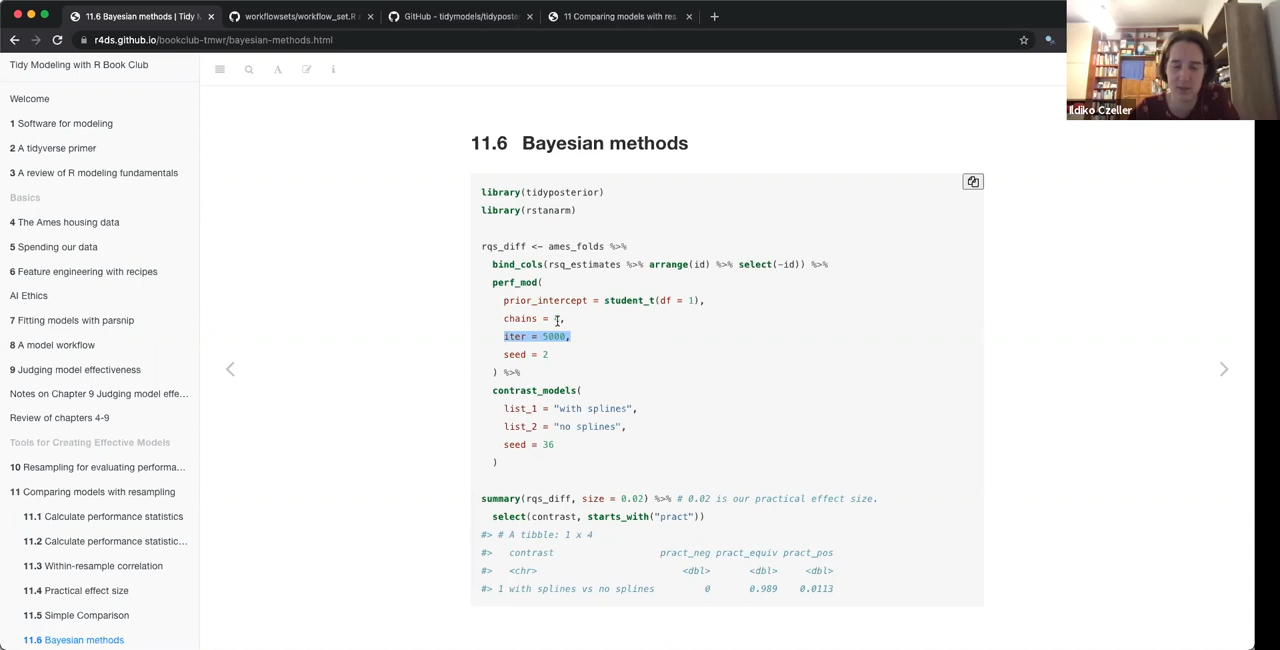 11.6 Bayesian methods | Tidy M
workflowsets/workflow_set.R a
GitHub - tidymodels/tidyposte
11 Comparing models with res
r4ds.github.io/bookclub-tmwr/bayesian-methods.html
Ildiko Czeller
Tidy Modeling with R Book Club
Welcome
1 Software for modeling
2 A tidyverse primer
3 A review of R modeling fundamentals
Basics
4 The Ames housing data
5 Spending our data
6 Feature engineering with recipes
AI Ethics
7 Fitting models with parsnip
8 A model workflow
9 Judging model effectiveness
Notes on Chapter 9 Judging model effe...
Review of chapters 4-9
Tools for Creating Effective Models
10 Resampling for evaluating performa...
11 Comparing models with resampling
11.1 Calculate performance statistics
11.2 Calculate performance statistic...
11.3 Within-resample correlation
11.4 Practical effect size
11.5 Simple Comparison
11.6 Bayesian methods
11.6 Bayesian methods
library(tidyposterior)
library(rstanarm)
rqs_diff <- ames_folds %>%
bind_cols(rsq_estimates %>% arrange(id) %>% select(-id)) %>%
perf_mod(
prior_intercept = student_t(df = 1),
chains = ,
iter = 5000,
seed = 2
) %>%
contrast_models(
list_1 = "with splines",
list_2 = "no splines",
seed = 36
)
summary(rqs_diff, size = 0.02) %>% # 0.02 is our practical effect size.
select(contrast, starts_with("pract"))
#> # A tibble: 1 x 4
#> contrast pract_neg pract_equiv pract_pos
#> <chr> <dbl> <dbl> <dbl>
#> 1 with splines vs no splines 0 0.989 0.0113